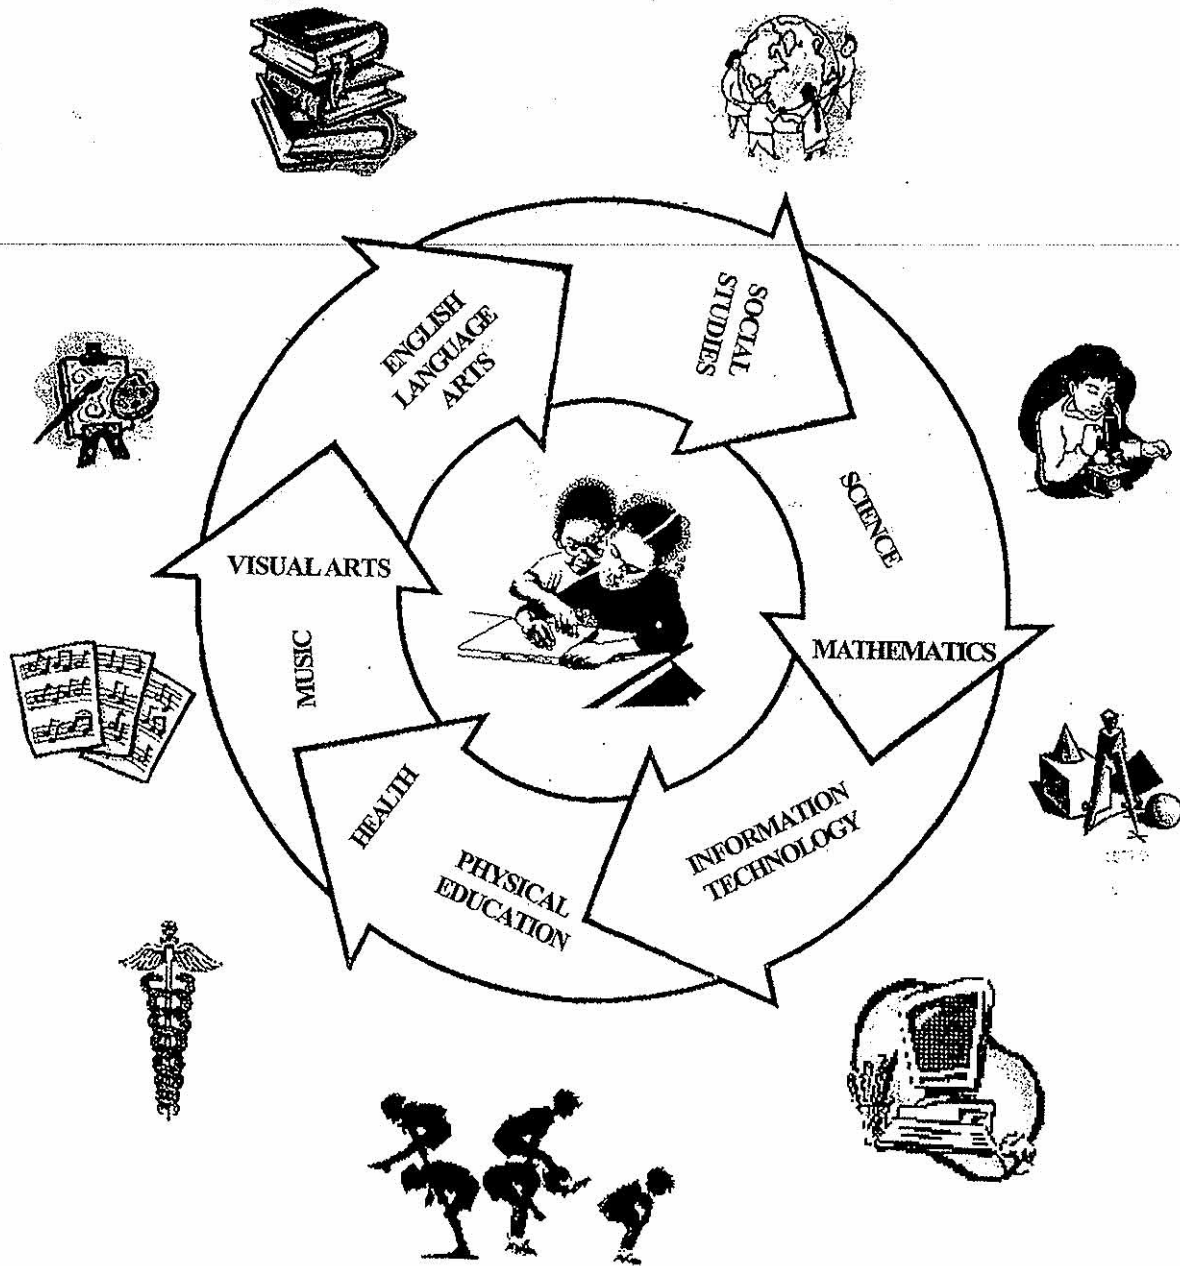 ENGLISH
LANGUAGE
ARTS
SOCIAL
STUDIES
SCIENCE
MATHEMATICS
INFORMATION
TECHNOLOGY
PHYSICAL
EDUCATION
HEALTH
MUSIC
VISUAL ARTS